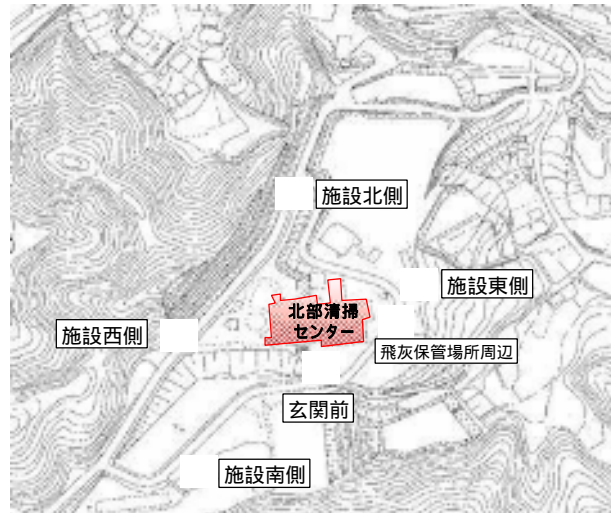 施設北側
施設東側
北部清掃
センター
施設西側
飛灰保管場所周辺
玄関前
施設南側